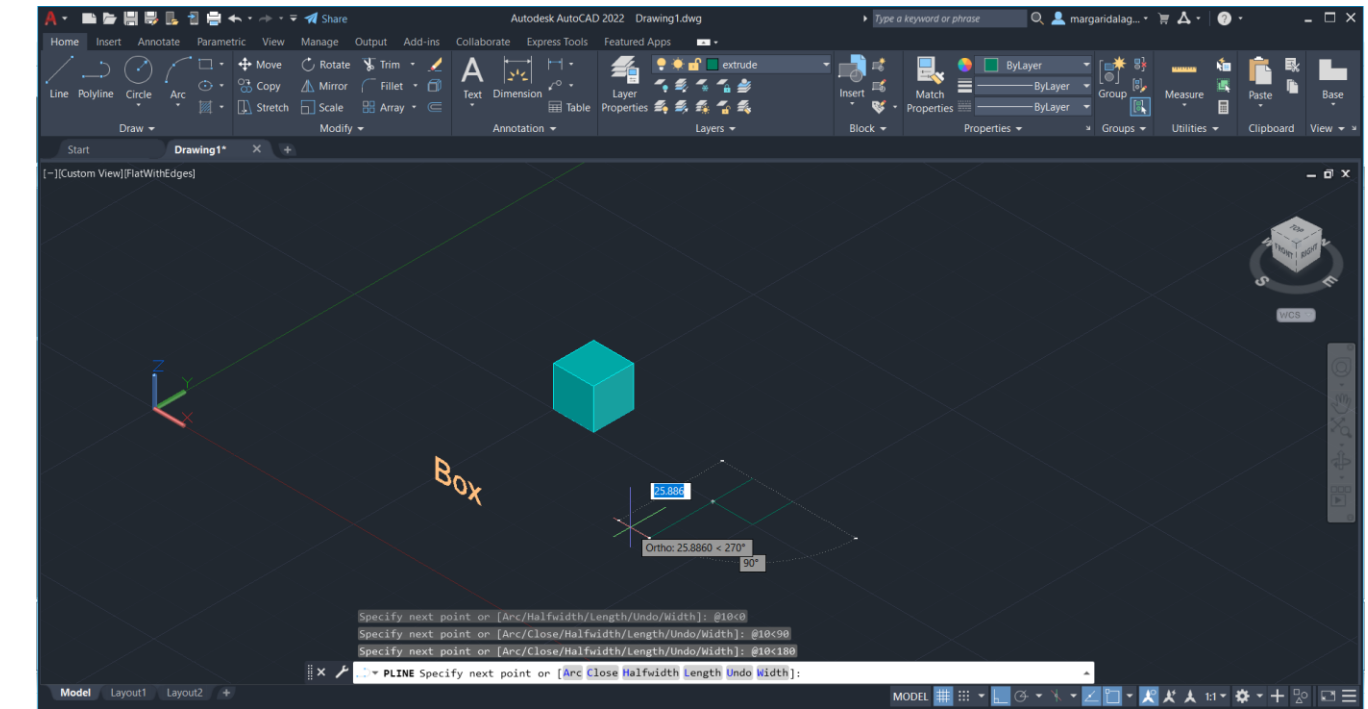 A Share Autodesk AutoCAD 2022 Drawing1.dwg Type a keyword or phrase margaridalag...
Home Insert Annotate Parametric View Manage Output Add-ins Collaborate Express Tools Featured Apps
Line Polyline Circle Arc
Move Rotate Trim
Copy Mirror Fillet
Stretch Scale Array
Text Dimension Table
Layer Properties extrude
Insert
Match Properties ByLayer
ByLayer
ByLayer
Group Measure Paste Base
Draw Modify Annotation Layers Block Properties Groups Utilities Clipboard View
Start Drawing1* +
[−][Custom View][FlatWithEdges]
TOP
FRONT RIGHT
S E
WCS
Z
Y
X
Box
25.886
Ortho: 25.8860 < 270°
90°
Specify next point or [Arc/Halfwidth/Length/Undo/Width]: @10<0
Specify next point or [Arc/Close/Halfwidth/Length/Undo/Width]: @10<90
Specify next point or [Arc/Close/Halfwidth/Length/Undo/Width]: @10<180
PLINE Specify next point or [Arc Close Halfwidth Length Undo Width]:
Model Layout1 Layout2 + MODEL 1:1